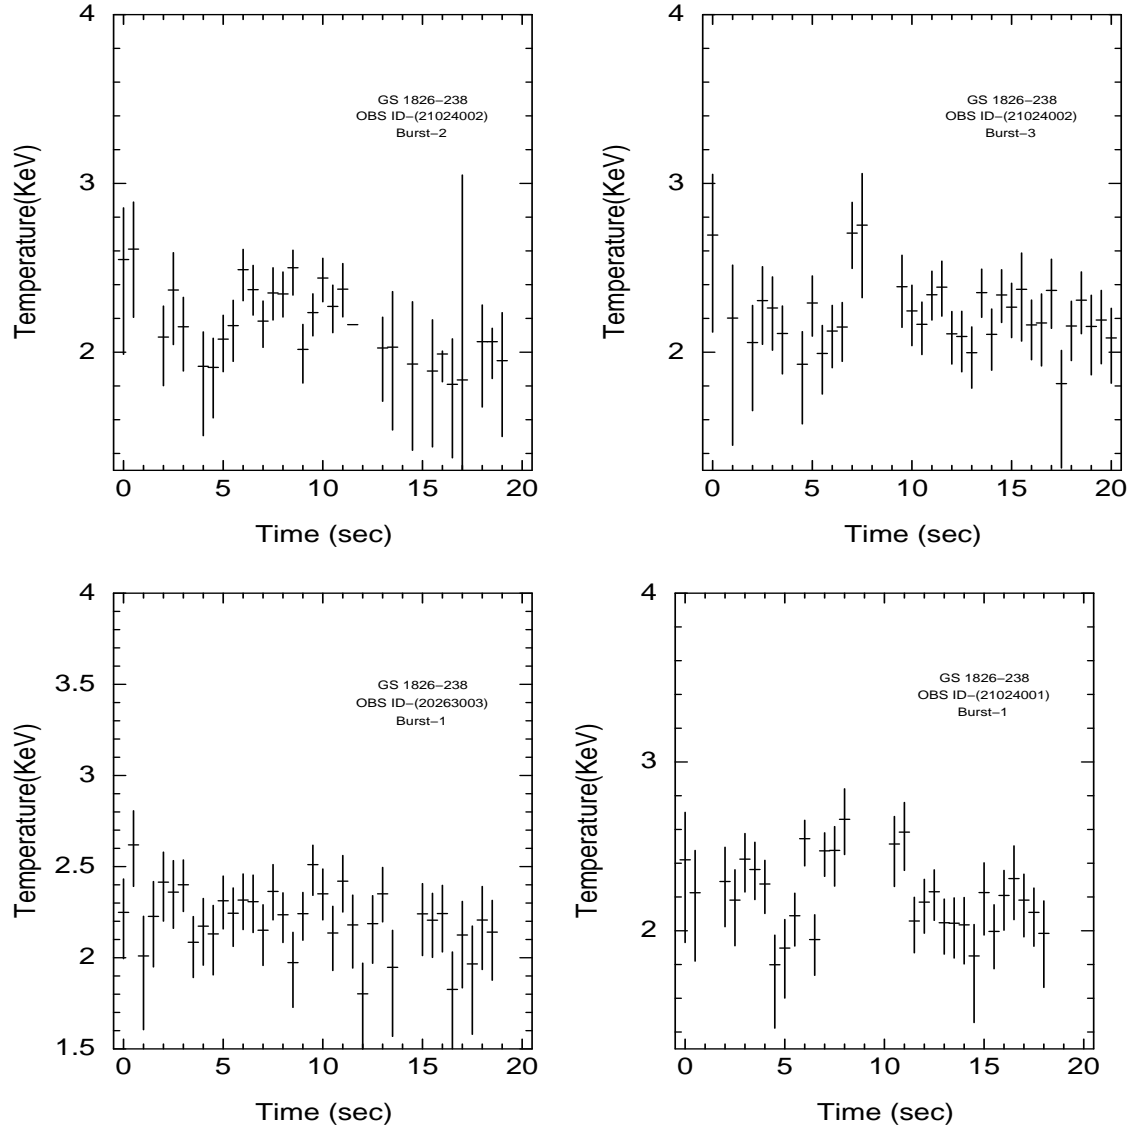 4
3
2
Temperature(KeV)
GS 1826−238
OBS ID−(21024002)
Burst−2
0 5 10 15 20
Time (sec)
4
3
2
Temperature(KeV)
GS 1826−238
OBS ID−(21024002)
Burst−3
0 5 10 15 20
Time (sec)
4
3.5
3
2.5
2
1.5
Temperature(KeV)
GS 1826−238
OBS ID−(20263003)
Burst−1
0 5 10 15 20
Time (sec)
4
3
2
Temperature(KeV)
GS 1826−238
OBS ID−(21024001)
Burst−1
0 5 10 15 20
Time (sec)